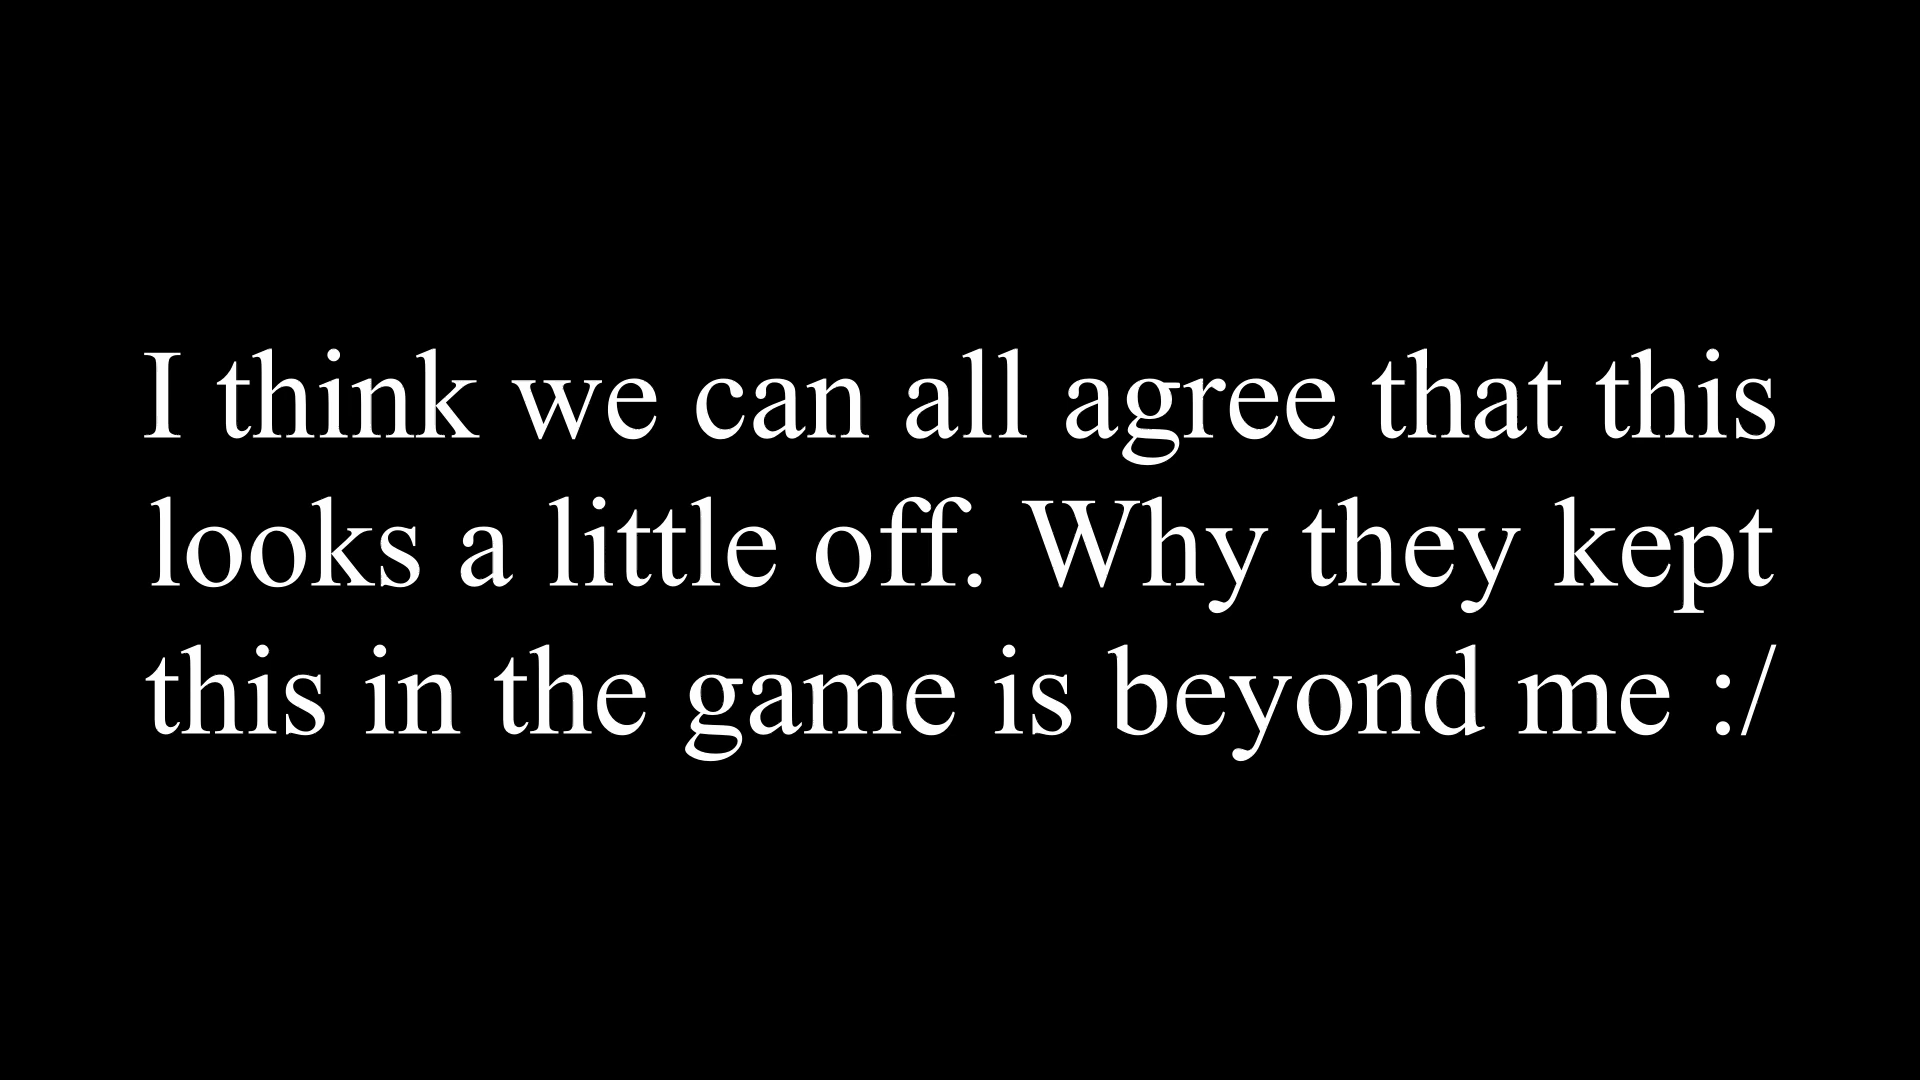 I think we can all agree that this
looks a little off. Why they kept
this in the game is beyond me :/